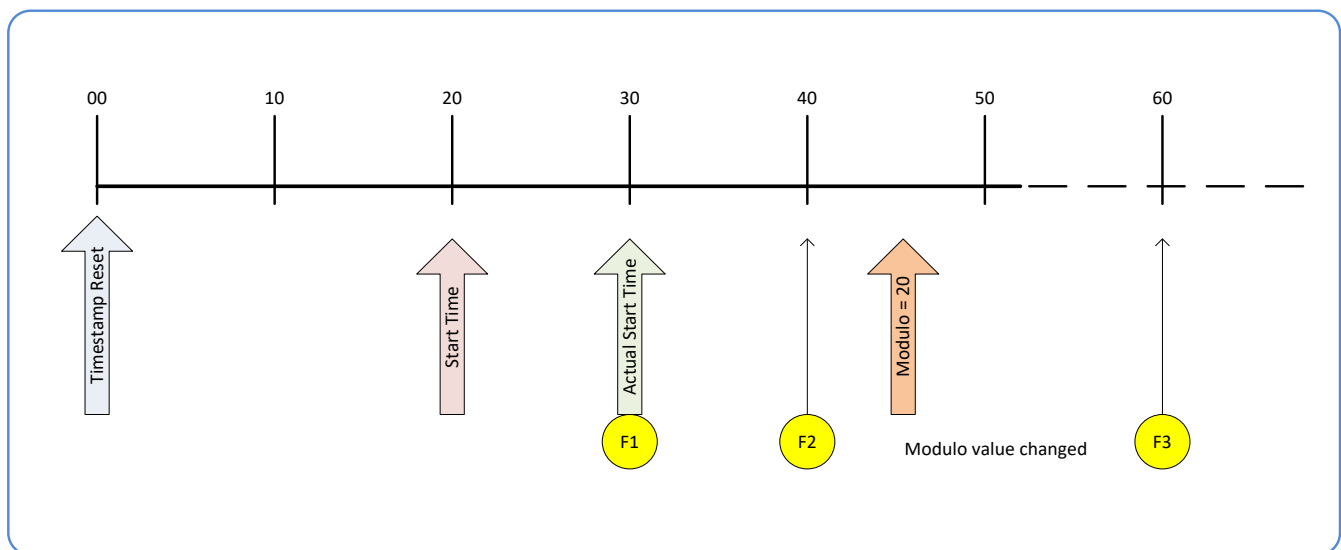 00
10
20
30
40
50
60
Timestamp Reset
Start Time
Actual Start Time
Modulo = 20
F1
F2
Modulo value changed
F3